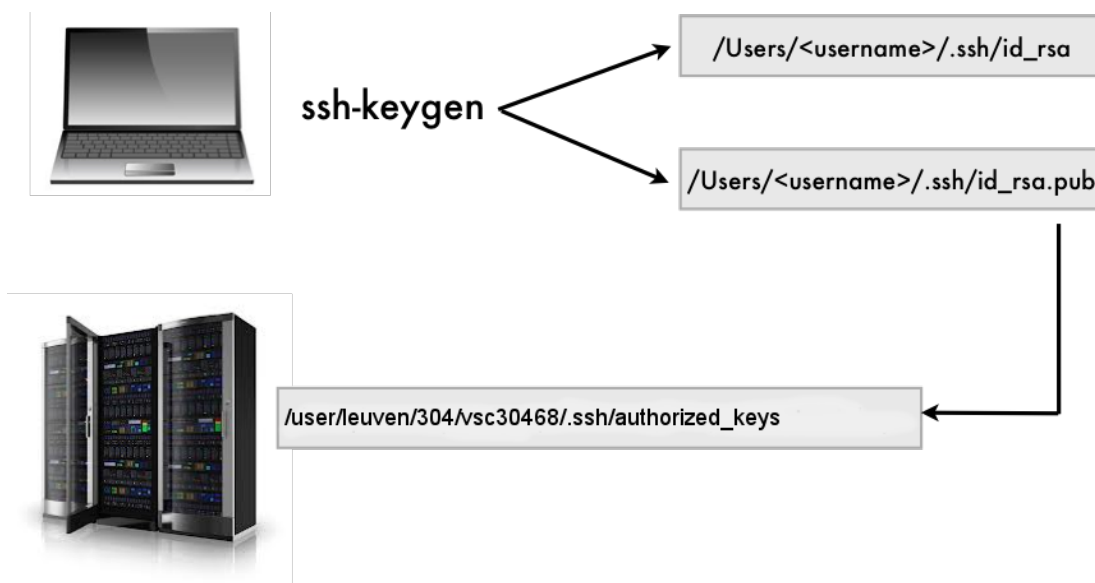 /Users/<username>/.ssh/id_rsa
ssh-keygen
/Users/<username>/.ssh/id_rsa.pub
/user/leuven/304/vsc30468/.ssh/authorized_keys